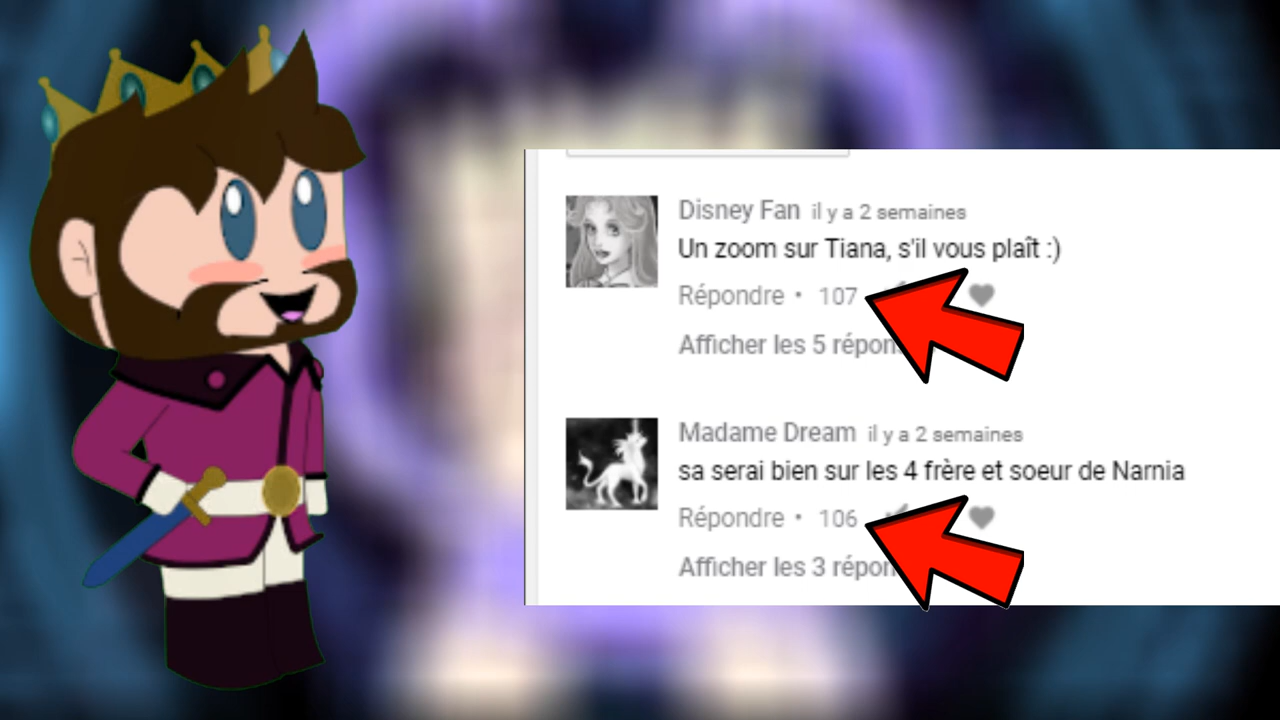 Disney Fan il y a 2 semaines
Un zoom sur Tiana, s'il vous plaît :)
Répondre • 107
Afficher les 5 répon
Madame Dream il y a 2 semaines
sa serai bien sur les 4 frère et soeur de Narnia
Répondre • 106
Afficher les 3 répon